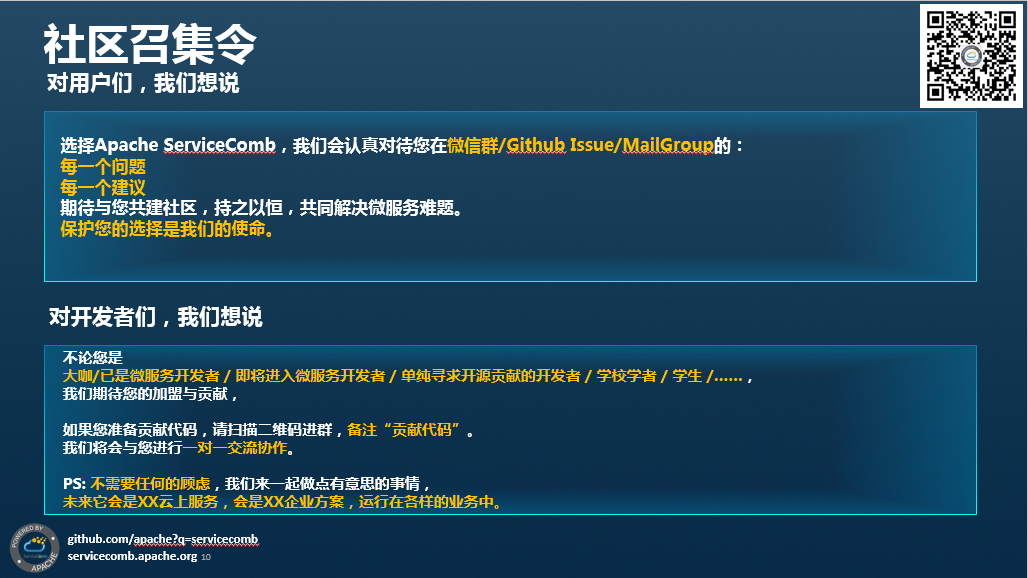 社区召集令
对用户们，我们想说
选择Apache ServiceComb，我们会认真对待您在微信群/Github Issue/MailGroup的：
每一个问题
每一个建议
期待与您共建社区，持之以恒，共同解决微服务难题。
保护您的选择是我们的使命。
对开发者们，我们想说
不论您是
大咖/已是微服务开发者 / 即将进入微服务开发者 / 单纯寻求开源贡献的开发者 / 学校学者 / 学生 /……，
我们期待您的加盟与贡献，
如果您准备贡献代码，请扫描二维码进群，备注“贡献代码”。
我们将会与您进行一对一交流协作。
PS: 不需要任何的顾虑，我们来一起做点有意思的事情，
未来它会是XX云上服务，会是XX企业方案，运行在各样的业务中。
POWERED BY
APACHE
github.com/apache?q=servicecomb
servicecomb.apache.org 10